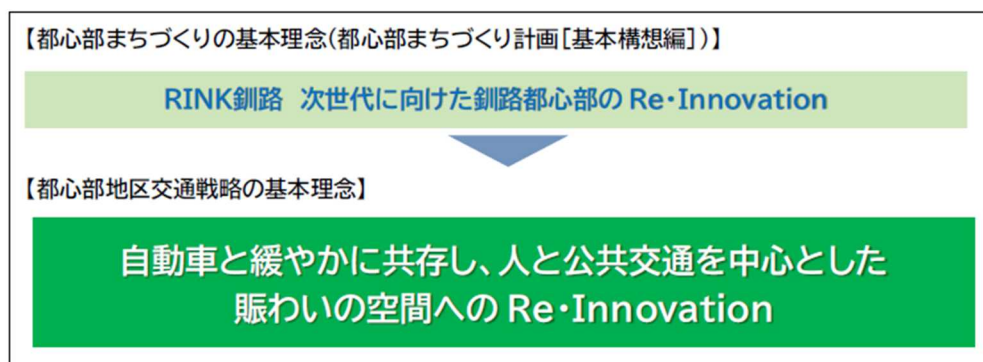 【都心部まちづくりの基本理念(都心部まちづくり計画[基本構想編])】
RINK釧路 次世代に向けた釧路都心部の Re・Innovation
【都心部地区交通戦略の基本理念】
自動車と緩やかに共存し、人と公共交通を中心とした
賑わいの空間への Re・Innovation